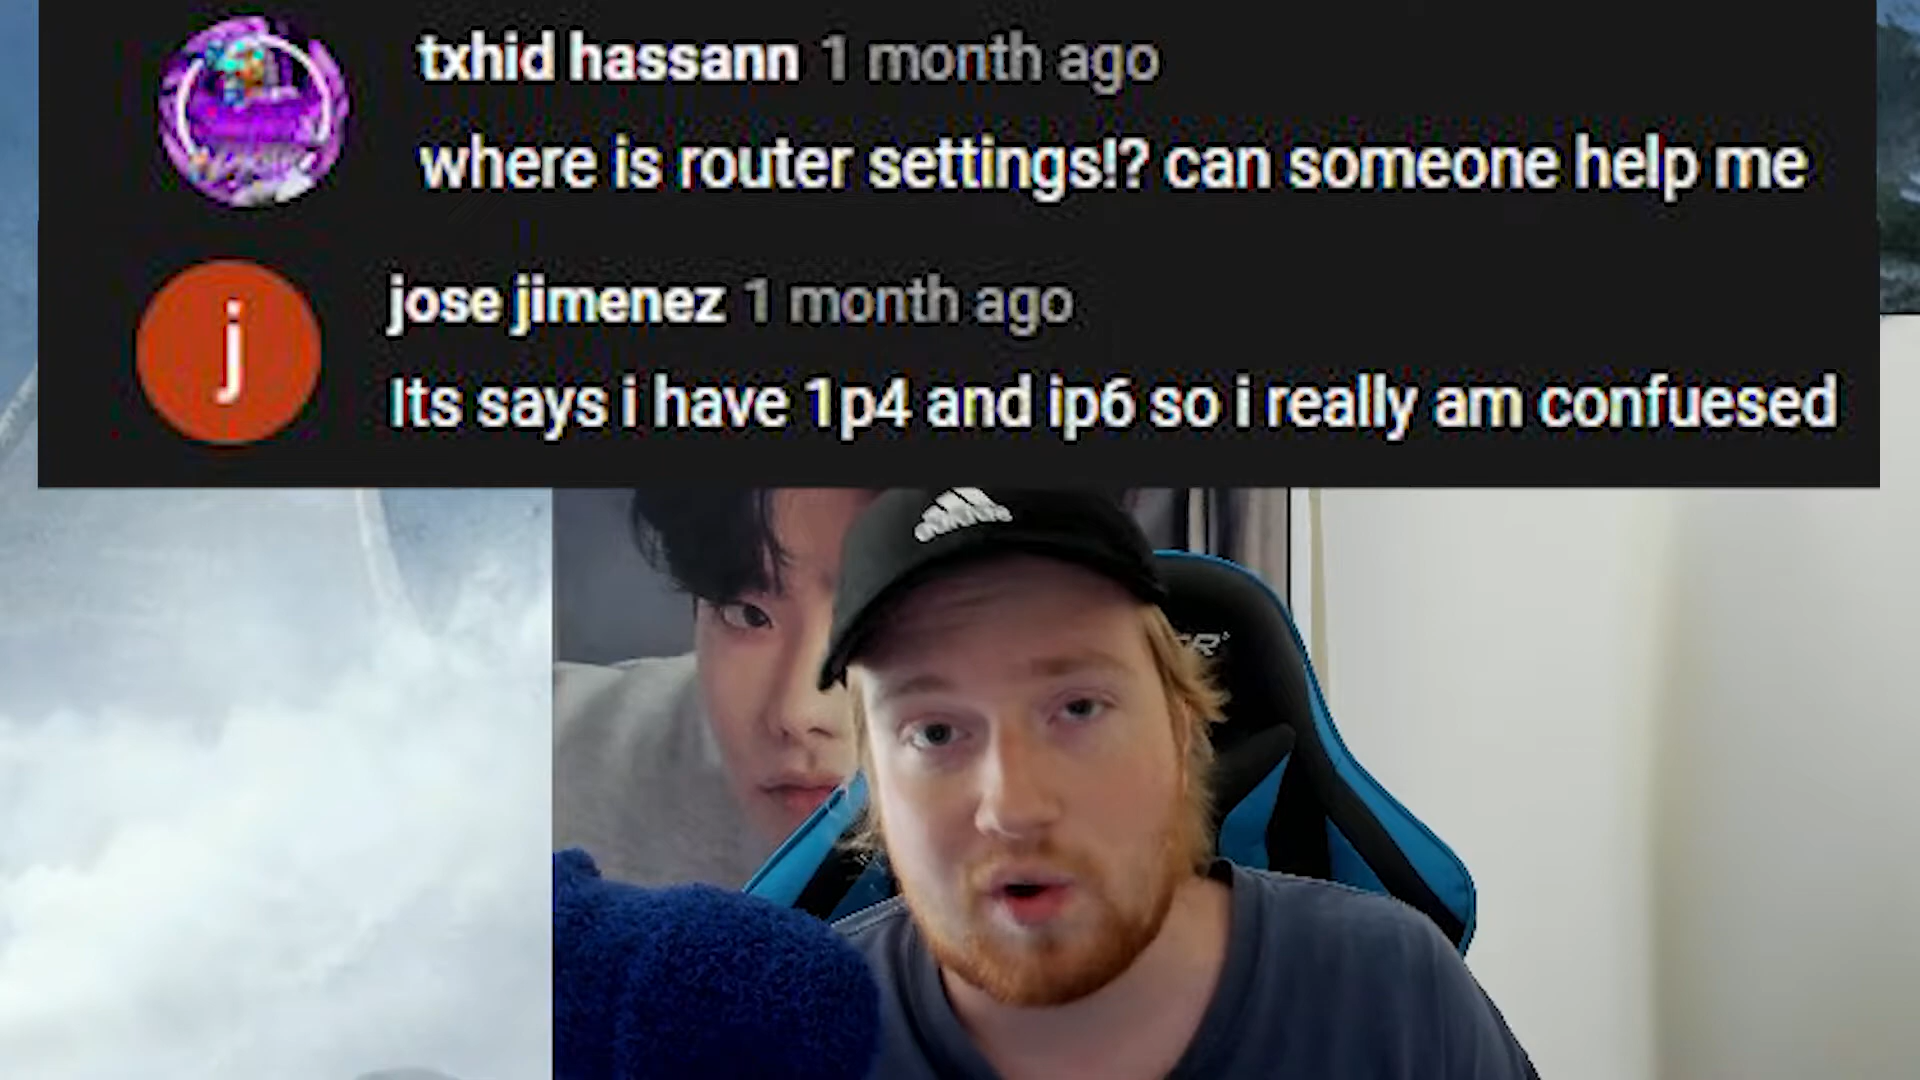 txhid hassann 1 month ago
where is router settings!? can someone help me
j
jose jimenez 1 month ago
Its says i have 1p4 and ip6 so i really am confuesed